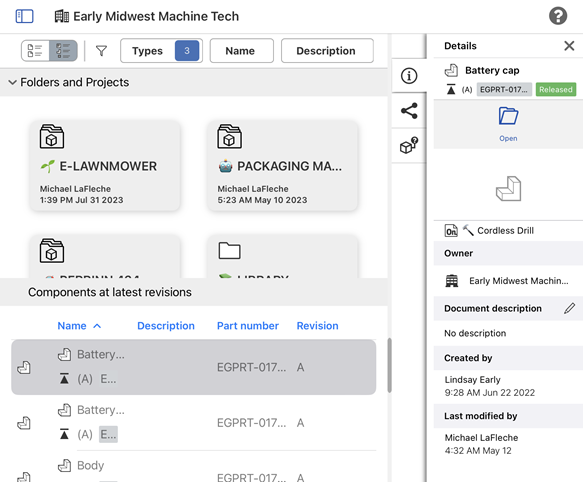 Early Midwest Machine Tech
Types 3 Name Description
Folders and Projects
E-LAWNMOWER
Michael LaFleche
1:39 PM Jul 31 2023
PACKAGING MA...
Michael LaFleche
5:23 AM May 10 2023
LIBRARY
Components at latest revisions
Name Description Part number Revision
Battery...
(A) E...
EGPRT-017... A
Battery...
(A) E...
EGPRT-017... A
Body
EGPRT-017... A
Details
Battery cap
(A) EGPRT-017... Released
Open
On Cordless Drill
Owner
Early Midwest Machin...
Document description
No description
Created by
Lindsay Early
9:28 AM Jun 22 2022
Last modified by
Michael LaFleche
4:32 AM May 12